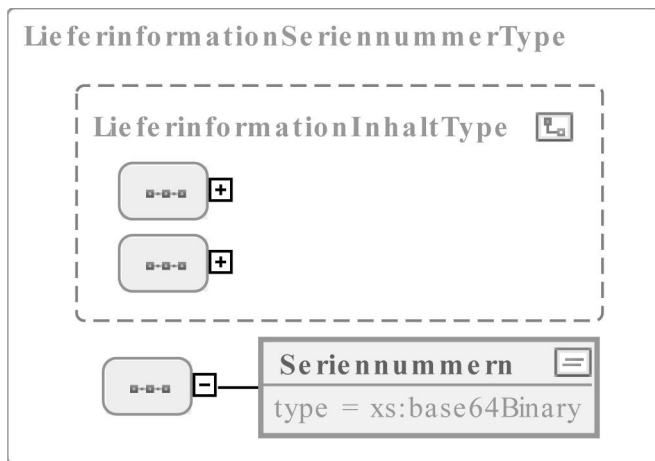 LieferinformationSeriennummerType
LieferinformationInhaltType
Seriennummern
type = xs:base64Binary